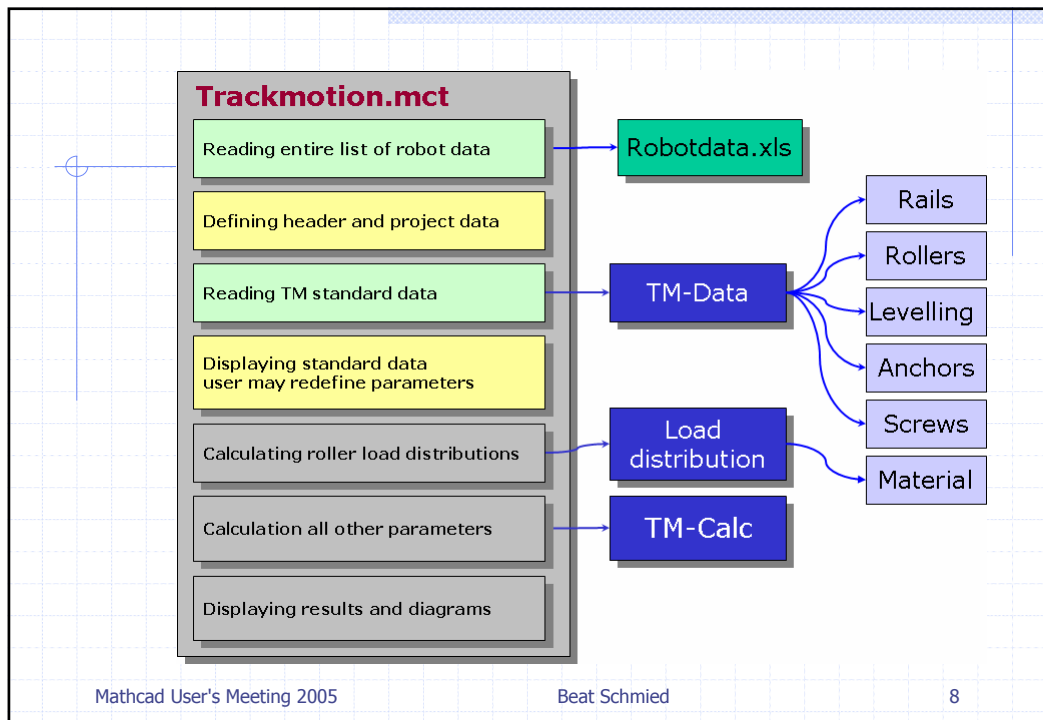 Trackmotion.mct
Reading entire list of robot data
Defining header and project data
Reading TM standard data
Displaying standard data
user may redefine parameters
Calculating roller load distributions
Calculation all other parameters
Displaying results and diagrams
Robotdata.xls
TM-Data
Load
distribution
TM-Calc
Rails
Rollers
Levelling
Anchors
Screws
Material
Mathcad User's Meeting 2005
Beat Schmied
8